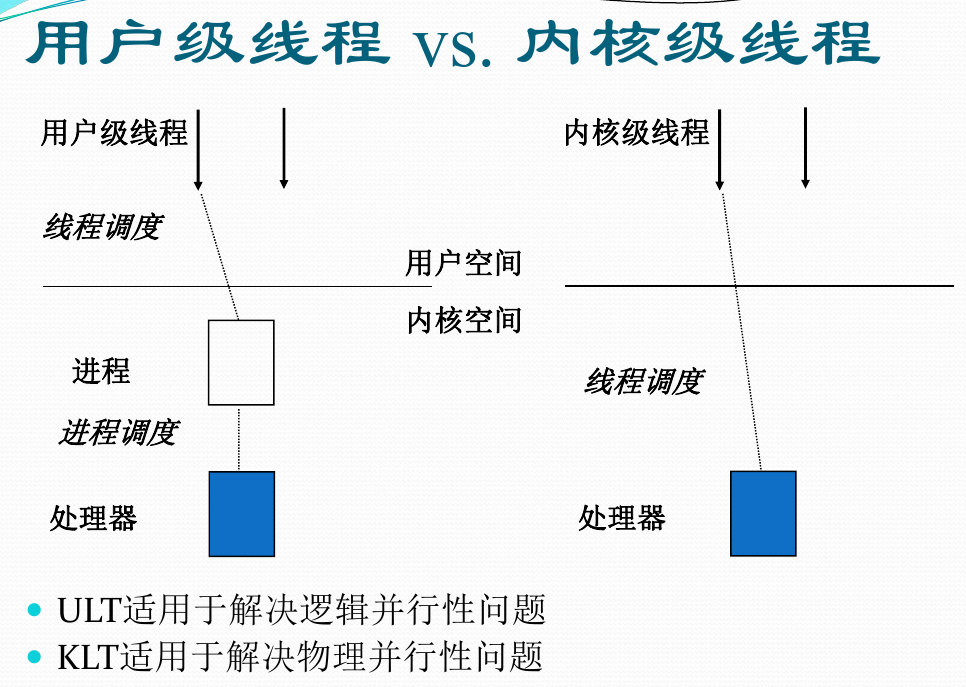 用户级线程 vs. 内核级线程
用户级线程
线程调度
用户空间
内核空间
进程
进程调度
处理器
内核级线程
线程调度
处理器
ULT适用于解决逻辑并行性问题
KLT适用于解决物理并行性问题